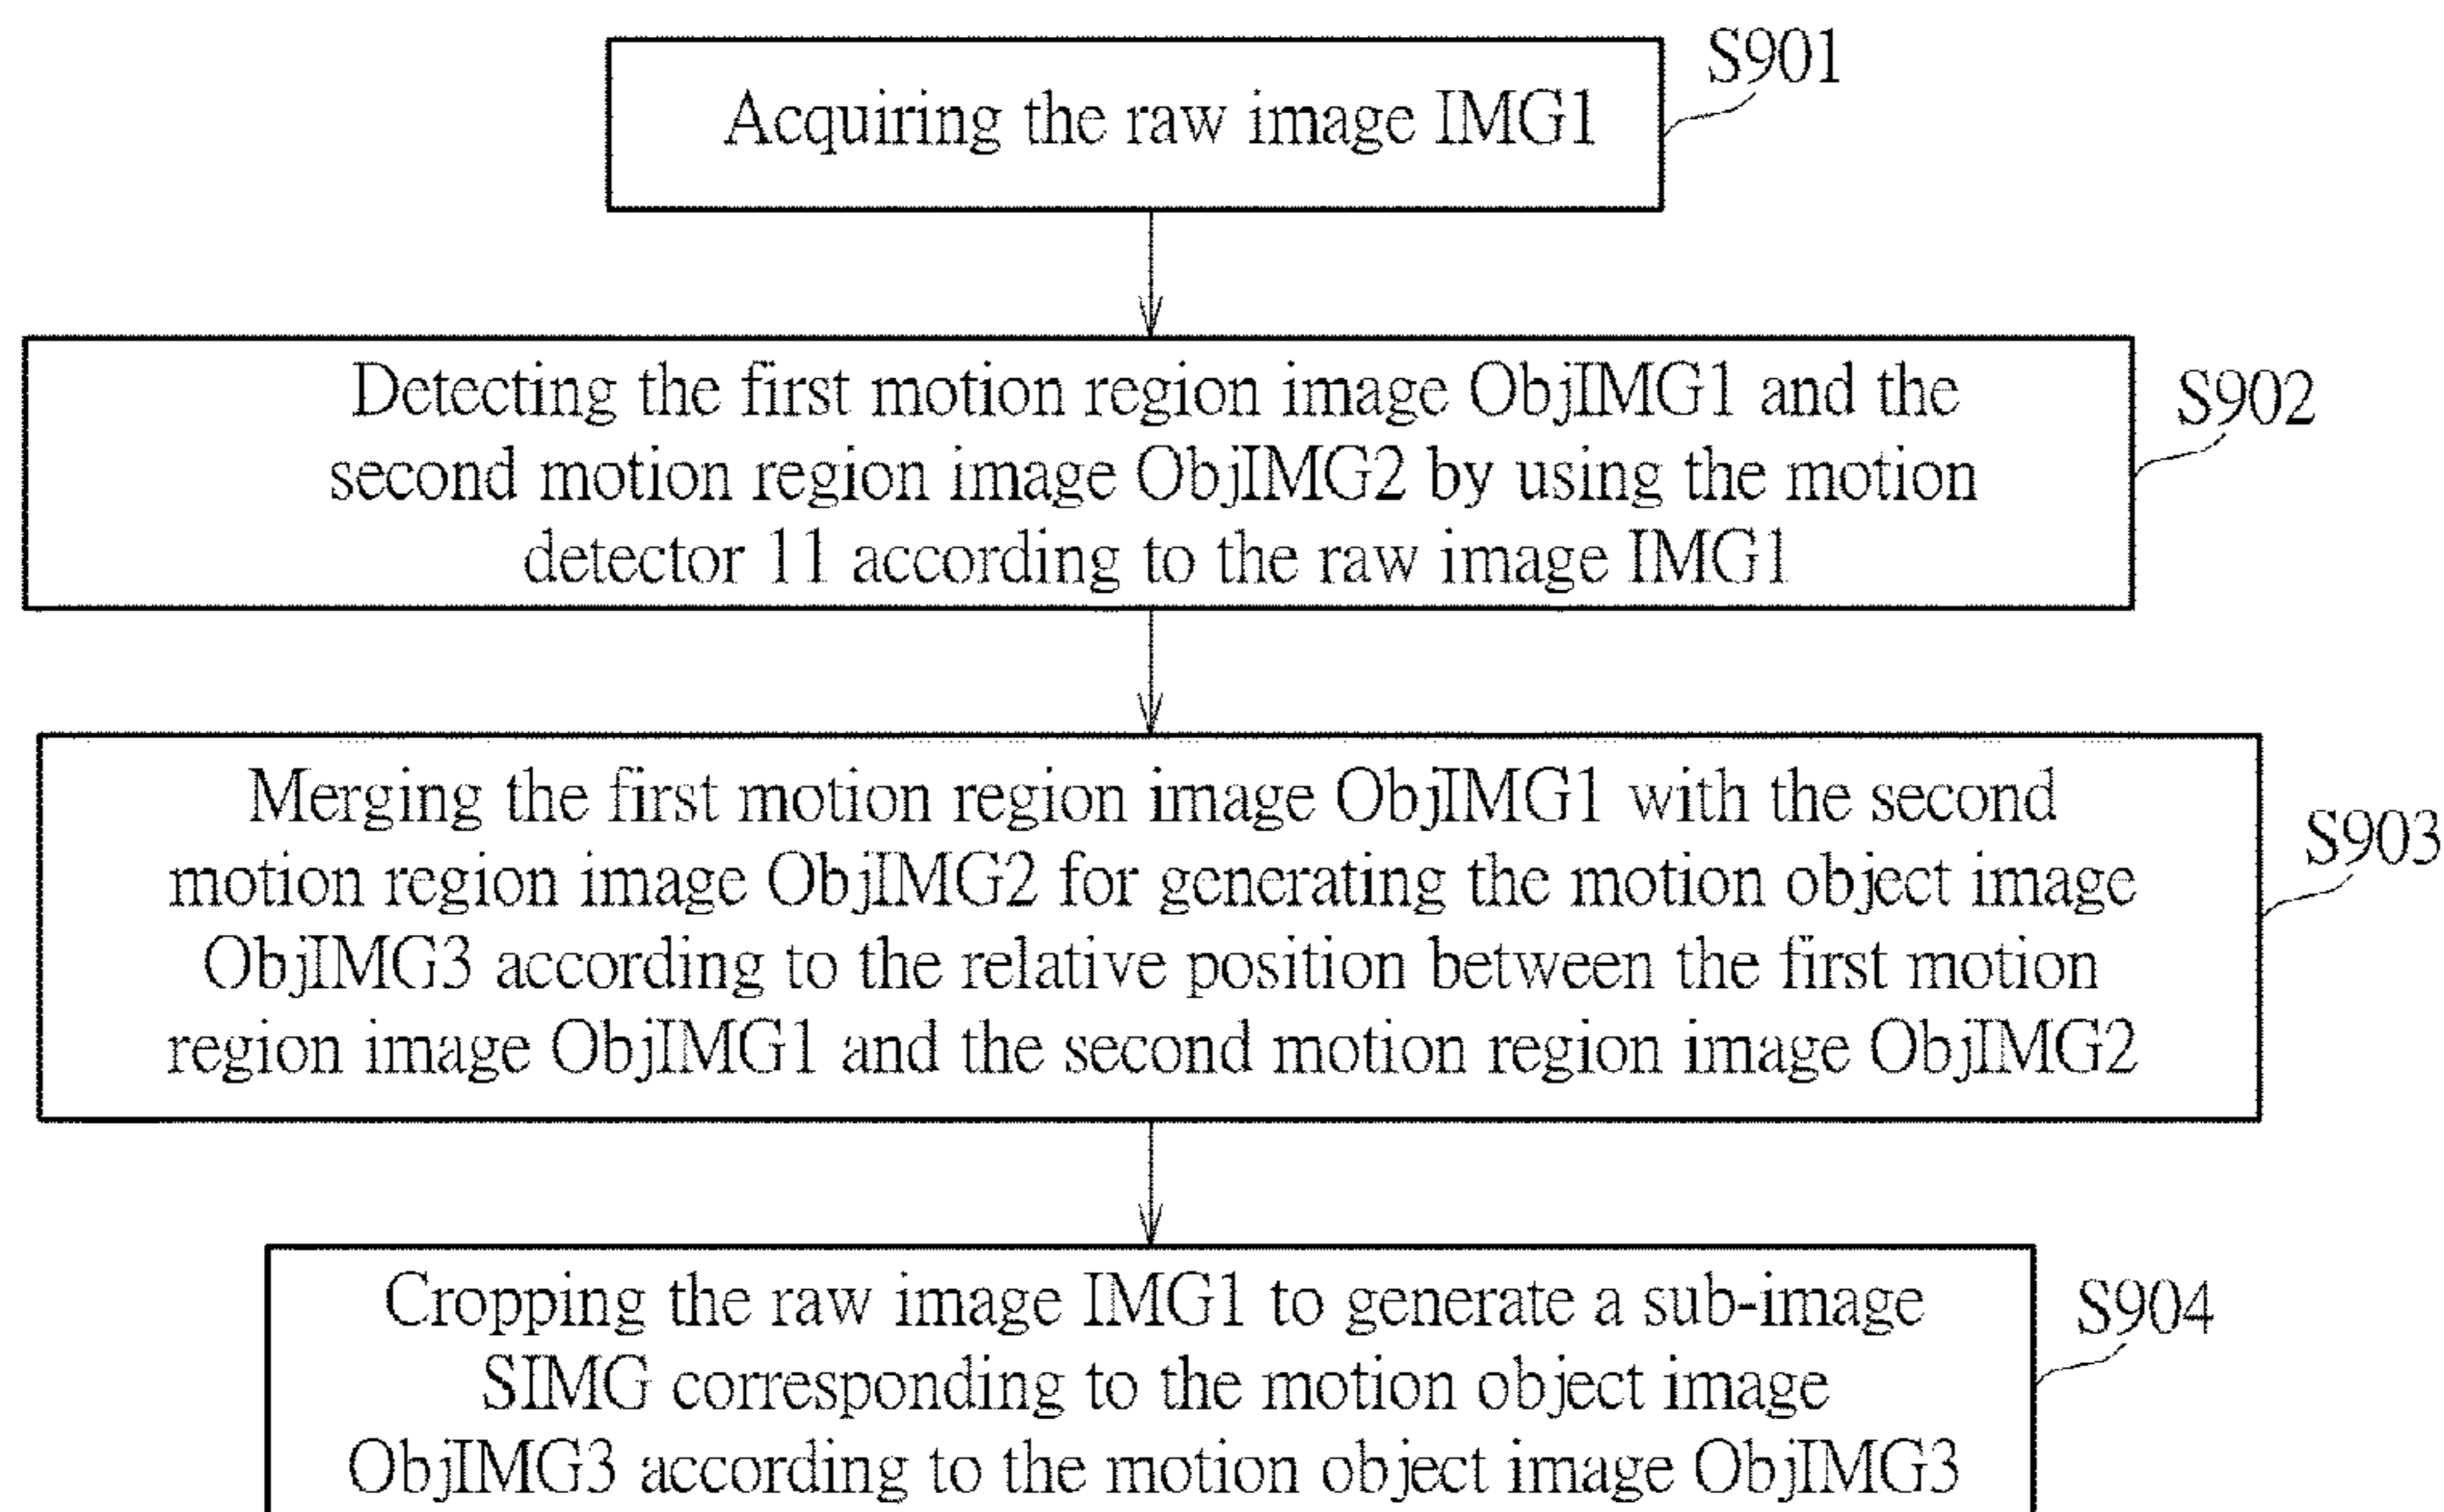 Acquiring the raw image IMG1
S901
Detecting the first motion region image ObjIMG1 and the
second motion region image ObjIMG2 by using the motion
detector 11 according to the raw image IMG1
S902
Merging the first motion region image ObjIMG1 with the second
motion region image ObjIMG2 for generating the motion object image
ObjIMG3 according to the relative position between the first motion
region image ObjIMG1 and the second motion region image ObjIMG2
S903
Cropping the raw image IMG1 to generate a sub-image
SIMG corresponding to the motion object image
ObjIMG3 according to the motion object image ObjIMG3
S904